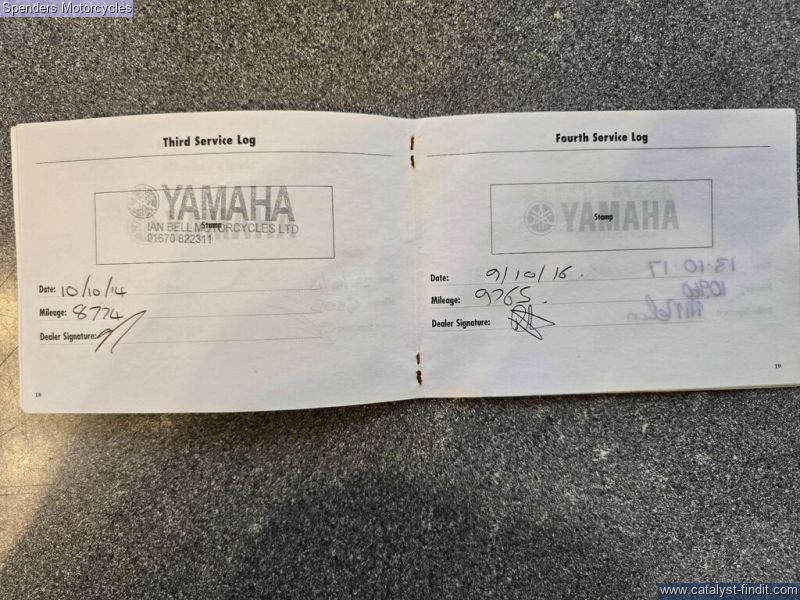 Spenders Motorcycles
Third Service Log
YAMAHA
Stamp
IAN BELL MOTORCYCLES LTD
01670 822311
Date: 10/10/14
Mileage: 8774
Dealer Signature:
18
Fourth Service Log
YAMAHA
Stamp
Date: 9/10/16.
Mileage: 9765.
Dealer Signature:
13.10.17
19
www.catalyst-findit.com